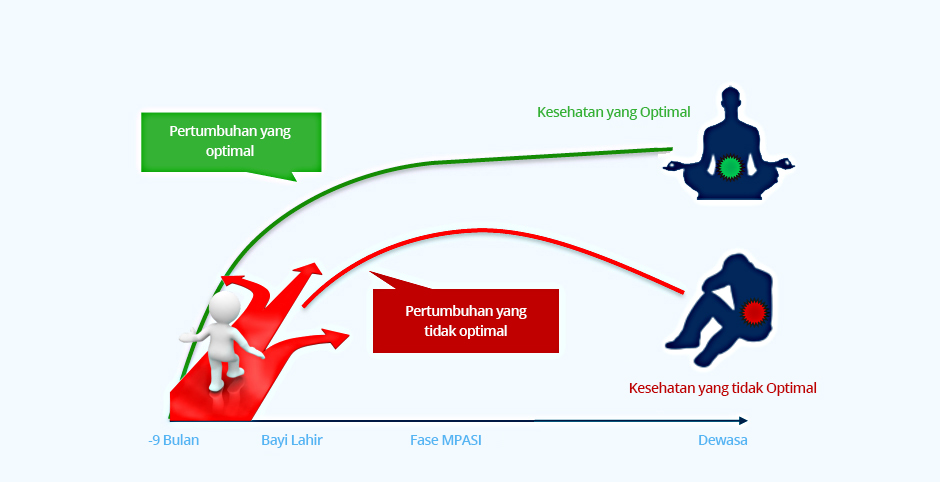 Kesehatan yang Optimal
Pertumbuhan yang
optimal
Pertumbuhan yang
tidak optimal
Kesehatan yang tidak Optimal
-9 Bulan
Bayi Lahir
Fase MPASI
Dewasa